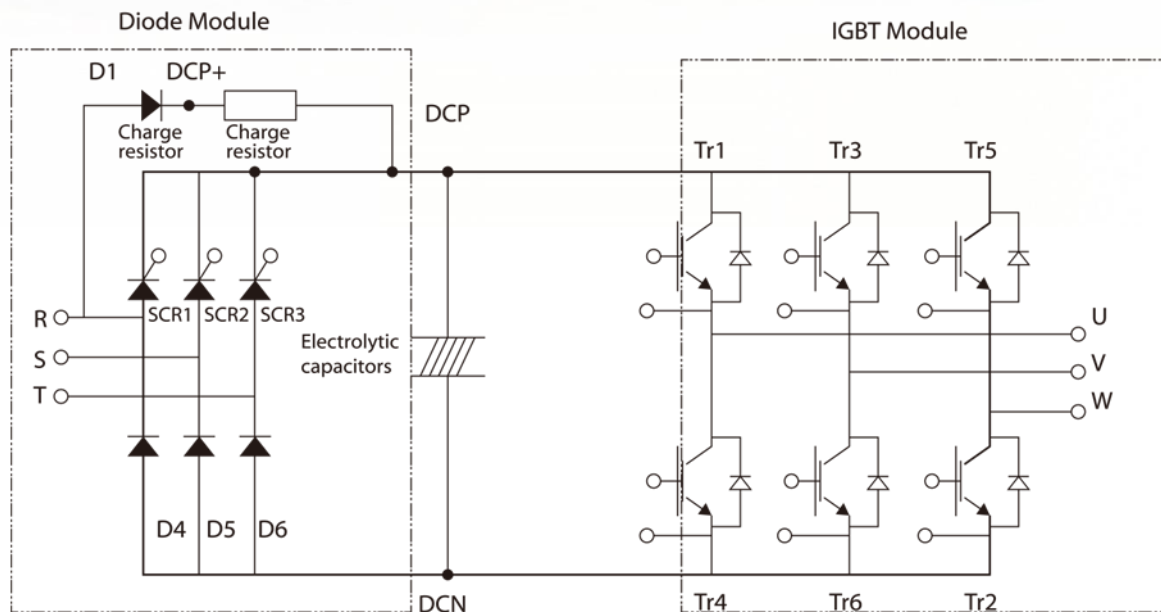 Diode Module
IGBT Module
D1
DCP+
Charge
resistor
Charge
resistor
DCP
Tr1
Tr3
Tr5
SCR1
SCR2
SCR3
R
S
T
Electrolytic
capacitors
U
V
W
D4
D5
D6
DCN
Tr4
Tr6
Tr2